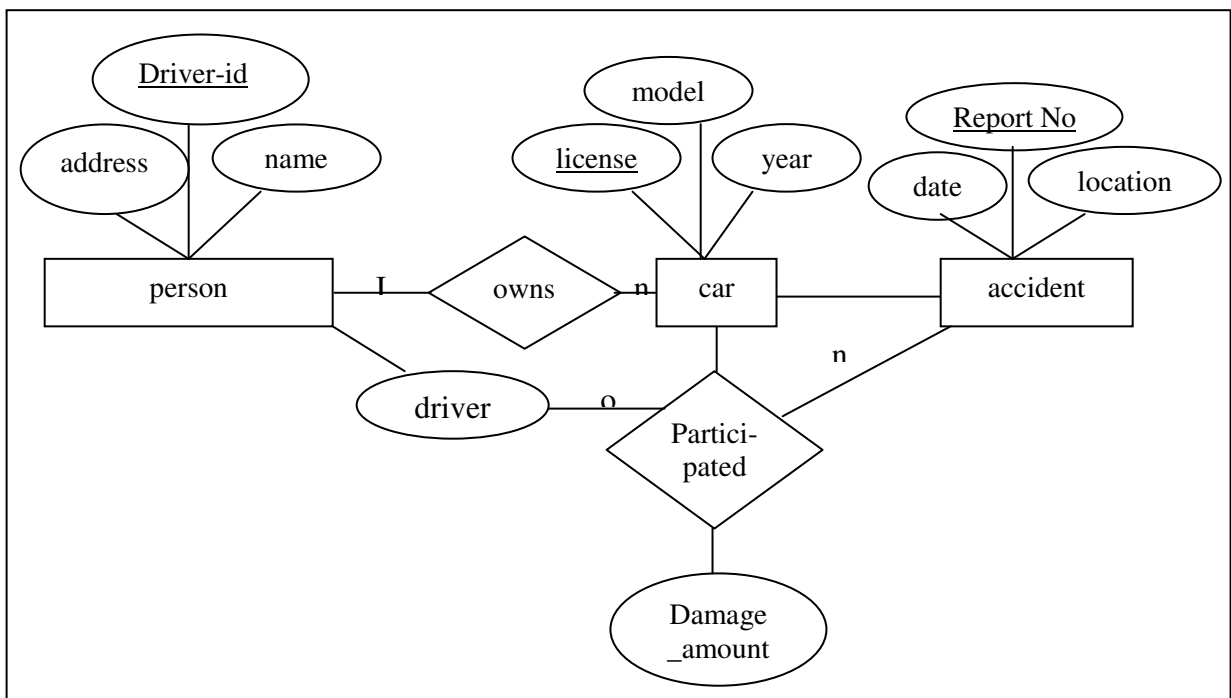 Driver-id
address
name
model
license
year
Report No
date
location
person
owns
n
car
accident
n
driver
o
Partici-
pated
Damage
_amount